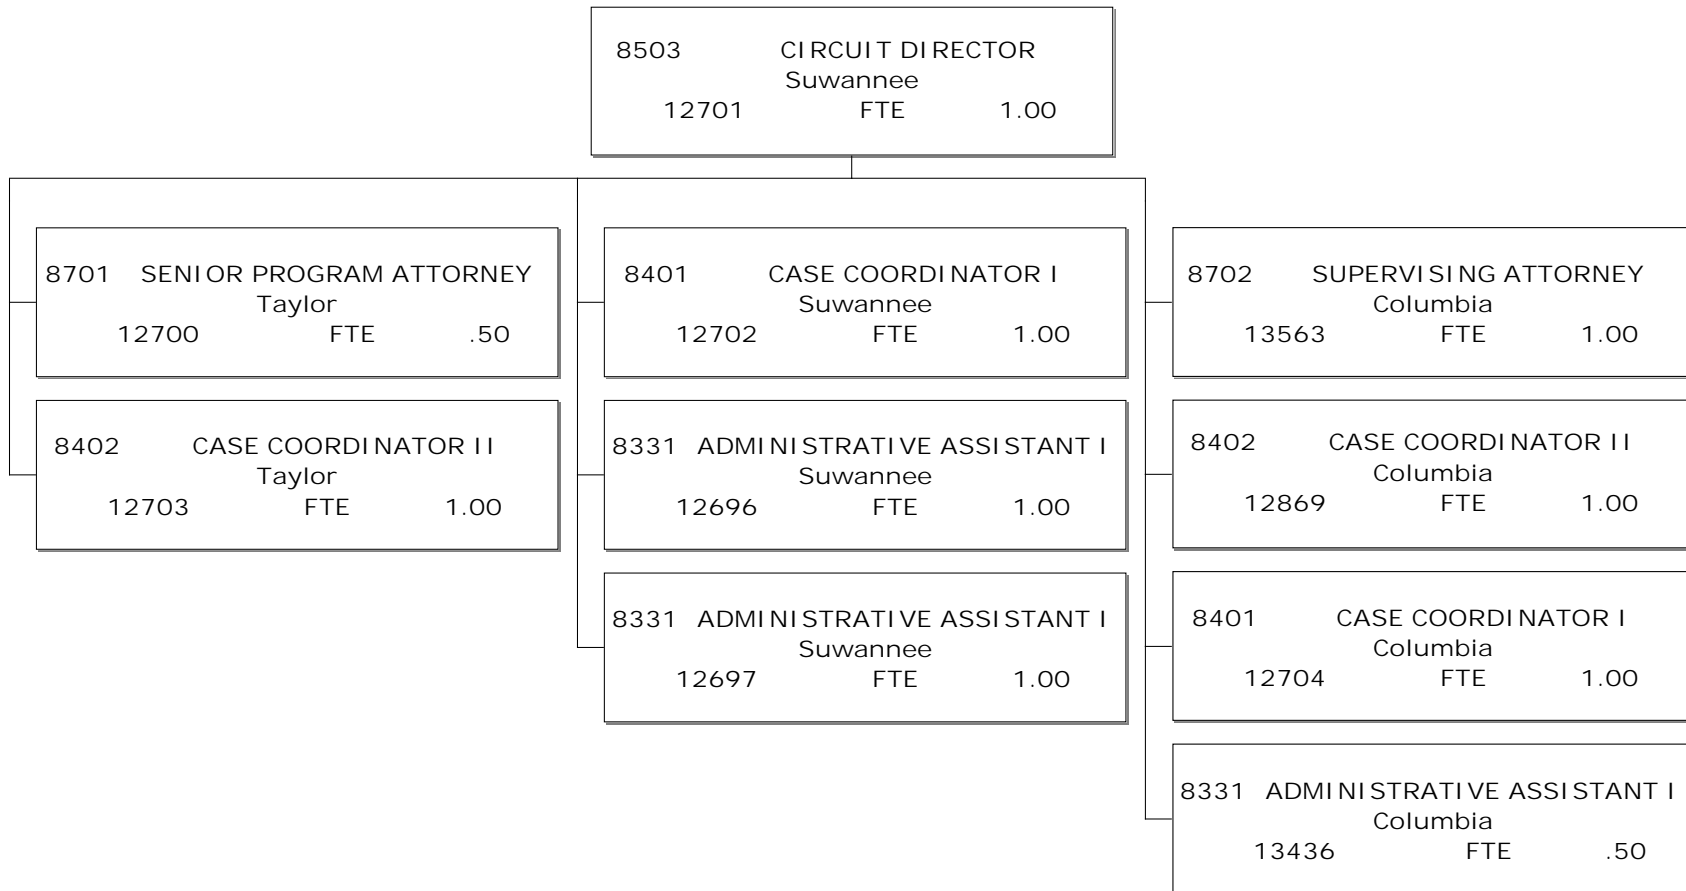 8503 CIRCUIT DIRECTOR
Suwannee
12701 FTE 1.00
8701 SENIOR PROGRAM ATTORNEY
Taylor
12700 FTE .50
8402 CASE COORDINATOR II
Taylor
12703 FTE 1.00
8401 CASE COORDINATOR I
Suwannee
12702 FTE 1.00
8331 ADMINISTRATIVE ASSISTANT I
Suwannee
12696 FTE 1.00
8331 ADMINISTRATIVE ASSISTANT I
Suwannee
12697 FTE 1.00
8702 SUPERVISING ATTORNEY
Columbia
13563 FTE 1.00
8402 CASE COORDINATOR II
Columbia
12869 FTE 1.00
8401 CASE COORDINATOR I
Columbia
12704 FTE 1.00
8331 ADMINISTRATIVE ASSISTANT I
Columbia
13436 FTE .50